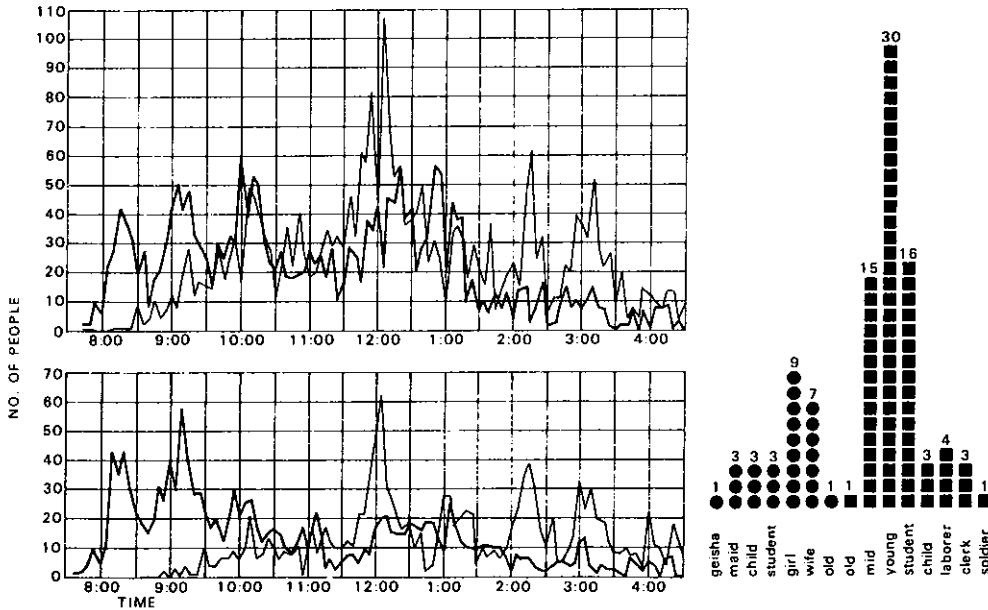 110
100
90
80
70
60
50
40
30
20
10
0
8:00 9:00 10:00 11:00 12:00 1:00 2:00 3:00 4:00
NO. OF PEOPLE
70
60
50
40
30
20
10
0
8:00 9:00 10:00 11:00 12:00 1:00 2:00 3:00 4:00
TIME
1 3 3 3 9 7 1 1 15 30 16 3 4 3 1
geisha
maid
child
student
girl
wife
old
old
mid
young
student
child
laborer
clerk
soldier